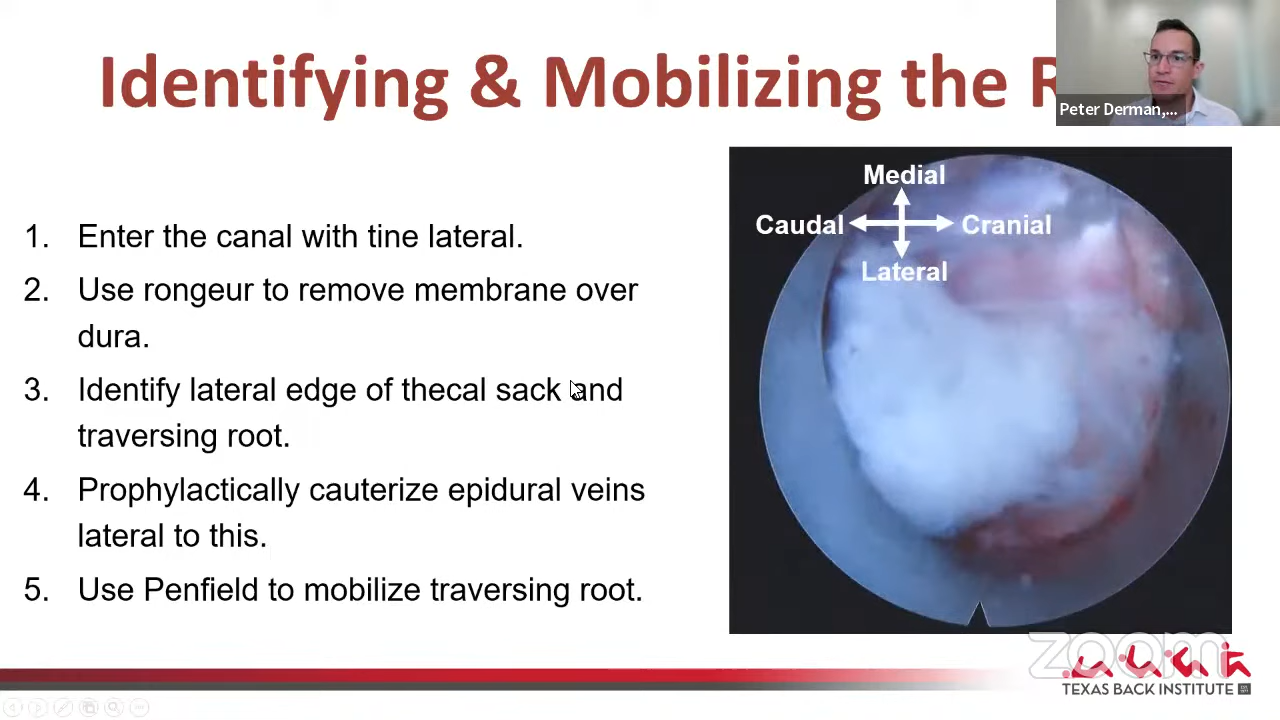 Identifying & Mobilizing the
Peter Derman,...
Medial
Caudal
Cranial
Lateral
1. Enter the canal with tine lateral.
2. Use rongeur to remove membrane over
dura.
3. Identify lateral edge of thecal sack and
traversing root.
4. Prophylactically cauterize epidural veins
lateral to this.
5. Use Penfield to mobilize traversing root.
zoom
TEXAS BACK INSTITUTE